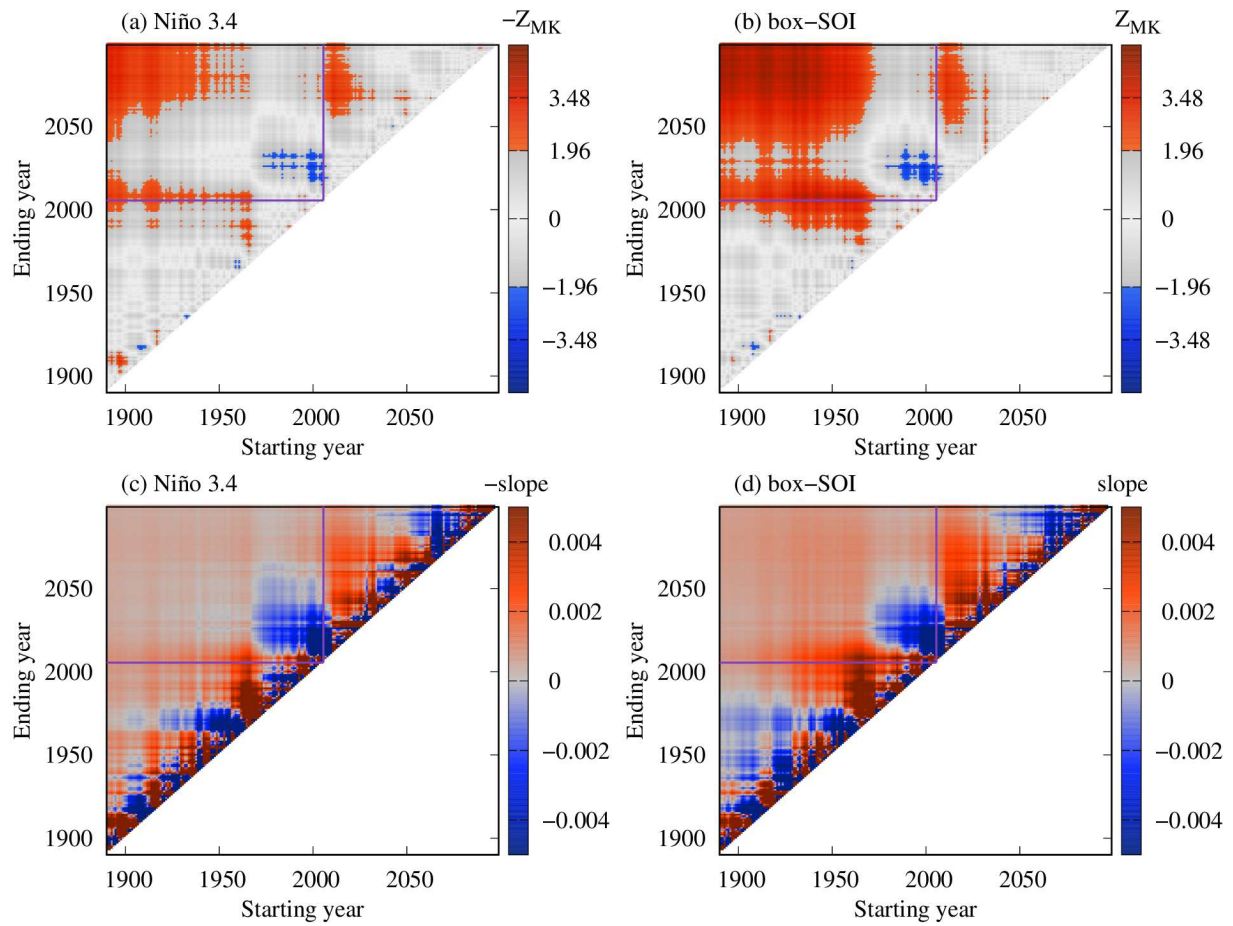 (a) Niño 3.4
−Z_MK
(b) box−SOI
Z_MK
3.48
1.96
0
−1.96
−3.48
3.48
1.96
0
−1.96
−3.48
Ending year
2050
2000
1950
1900
Ending year
2050
2000
1950
1900
1900 1950 2000 2050
Starting year
1900 1950 2000 2050
Starting year
(c) Niño 3.4
−slope
(d) box−SOI
slope
0.004
0.002
0
−0.002
−0.004
0.004
0.002
0
−0.002
−0.004
Ending year
2050
2000
1950
1900
Ending year
2050
2000
1950
1900
1900 1950 2000 2050
Starting year
1900 1950 2000 2050
Starting year